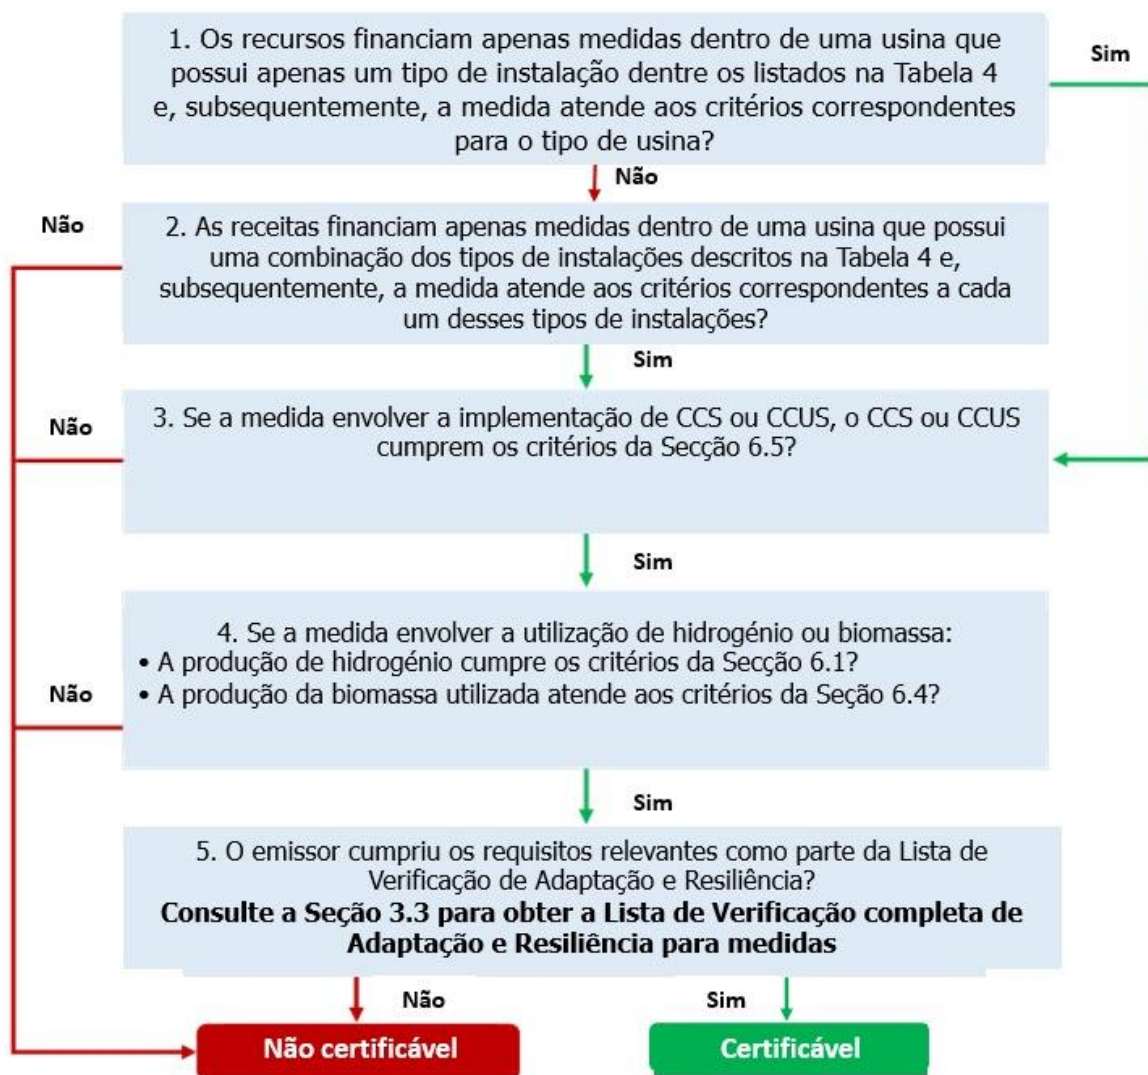 1. Os recursos financiam apenas medidas dentro de uma usina que
possui apenas um tipo de instalação dentre os listados na Tabela 4
e, subsequentemente, a medida atende aos critérios correspondentes
para o tipo de usina?
Sim
Não
Não
2. As receitas financiam apenas medidas dentro de uma usina que possui
uma combinação dos tipos de instalações descritos na Tabela 4 e,
subsequentemente, a medida atende aos critérios correspondentes a cada
um desses tipos de instalações?
Sim
Não
3. Se a medida envolver a implementação de CCS ou CCUS, o CCS ou CCUS
cumprem os critérios da Secção 6.5?
Sim
4. Se a medida envolver a utilização de hidrogénio ou biomassa:
• A produção de hidrogénio cumpre os critérios da Secção 6.1?
• A produção da biomassa utilizada atende aos critérios da Seção 6.4?
Não
Sim
5. O emissor cumpriu os requisitos relevantes como parte da Lista de
Verificação de Adaptação e Resiliência?
Consulte a Seção 3.3 para obter a Lista de Verificação completa de
Adaptação e Resiliência para medidas
Não
Sim
Não certificável
Certificável